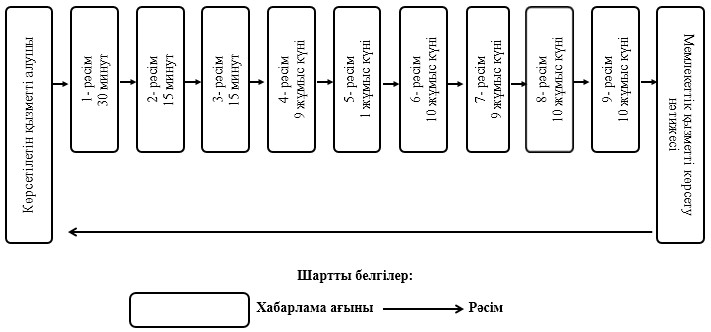 Көрсетілетін қызметті алушы
1- рәсім
30 минут
2- рәсім
15 минут
3- рәсім
15 минут
4- рәсім
9 жұмыс күні
5- рәсім
1 жұмыс күні
6- рәсім
10 жұмыс күні
7- рәсім
9 жұмыс күні
8- рәсім
10 жұмыс күні
9- рәсім
10 жұмыс күні
Мемлекеттік қызметті көрсету
нәтижесі
Шартты белгілер:
Хабарлама ағыны
Рәсім